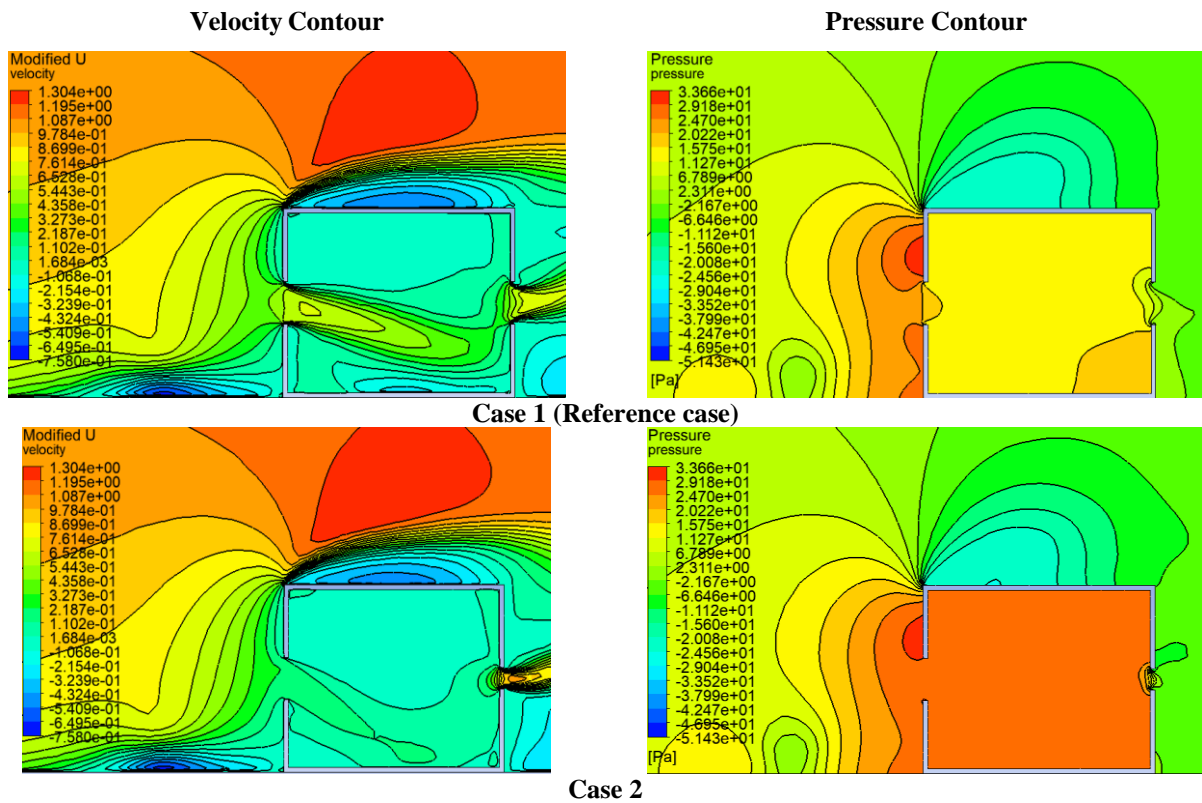 Velocity Contour
Pressure Contour
Modified U
velocity
1.304e+00
1.195e+00
1.087e+00
9.784e-01
8.699e-01
7.614e-01
6.528e-01
5.443e-01
4.358e-01
3.273e-01
2.187e-01
1.102e-01
1.684e-03
-1.068e-01
-2.154e-01
-3.239e-01
-4.324e-01
-5.409e-01
-6.495e-01
-7.580e-01
Pressure
pressure
3.366e+01
2.918e+01
2.470e+01
2.022e+01
1.575e+01
1.127e+01
6.789e+00
2.311e+00
-2.167e+00
-6.646e+00
-1.112e+01
-1.560e+01
-2.008e+01
-2.456e+01
-2.904e+01
-3.352e+01
-3.799e+01
-4.247e+01
-4.695e+01
-5.143e+01
[Pa]
Case 1 (Reference case)
Modified U
velocity
1.304e+00
1.195e+00
1.087e+00
9.784e-01
8.699e-01
7.614e-01
6.528e-01
5.443e-01
4.358e-01
3.273e-01
2.187e-01
1.102e-01
1.684e-03
-1.068e-01
-2.154e-01
-3.239e-01
-4.324e-01
-5.409e-01
-6.495e-01
-7.580e-01
Pressure
pressure
3.366e+01
2.918e+01
2.470e+01
2.022e+01
1.575e+01
1.127e+01
6.789e+00
2.311e+00
-2.167e+00
-6.646e+00
-1.112e+01
-1.560e+01
-2.008e+01
-2.456e+01
-2.904e+01
-3.352e+01
-3.799e+01
-4.247e+01
-4.695e+01
-5.143e+01
[Pa]
Case 2